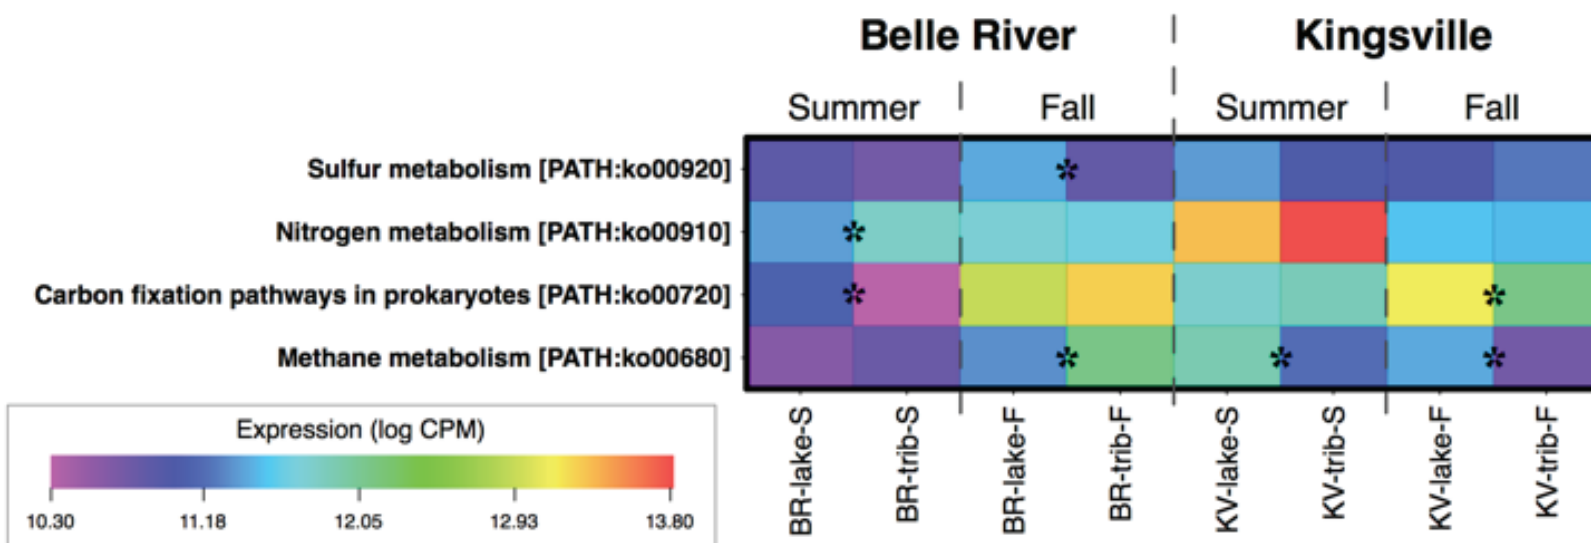 Belle River Kingsville
Summer Fall Summer Fall
Sulfur metabolism [PATH:ko00920]
Nitrogen metabolism [PATH:ko00910]
Carbon fixation pathways in prokaryotes [PATH:ko00720]
Methane metabolism [PATH:ko00680]
*
*
*
*
*
*
*
*
Expression (log CPM)
10.30 11.18 12.05 12.93 13.80
BR-lake-S
BR-trib-S
BR-lake-F
BR-trib-F
KV-lake-S
KV-trib-S
KV-lake-F
KV-trib-F